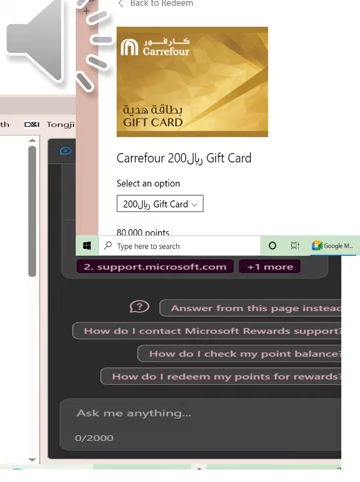 Back to Redeem
كارفور
Carrefour
بطاقة هدية
GIFT CARD
Carrefour 200ريال Gift Card
Select an option
200ريال Gift Card
80,000 points
Type here to search
Google M...
th
Tongji
2. support.microsoft.com
+1 more
Answer from this page instead
How do I contact Microsoft Rewards support?
How do I check my point balance?
How do I redeem my points for rewards?
Ask me anything...
0/2000